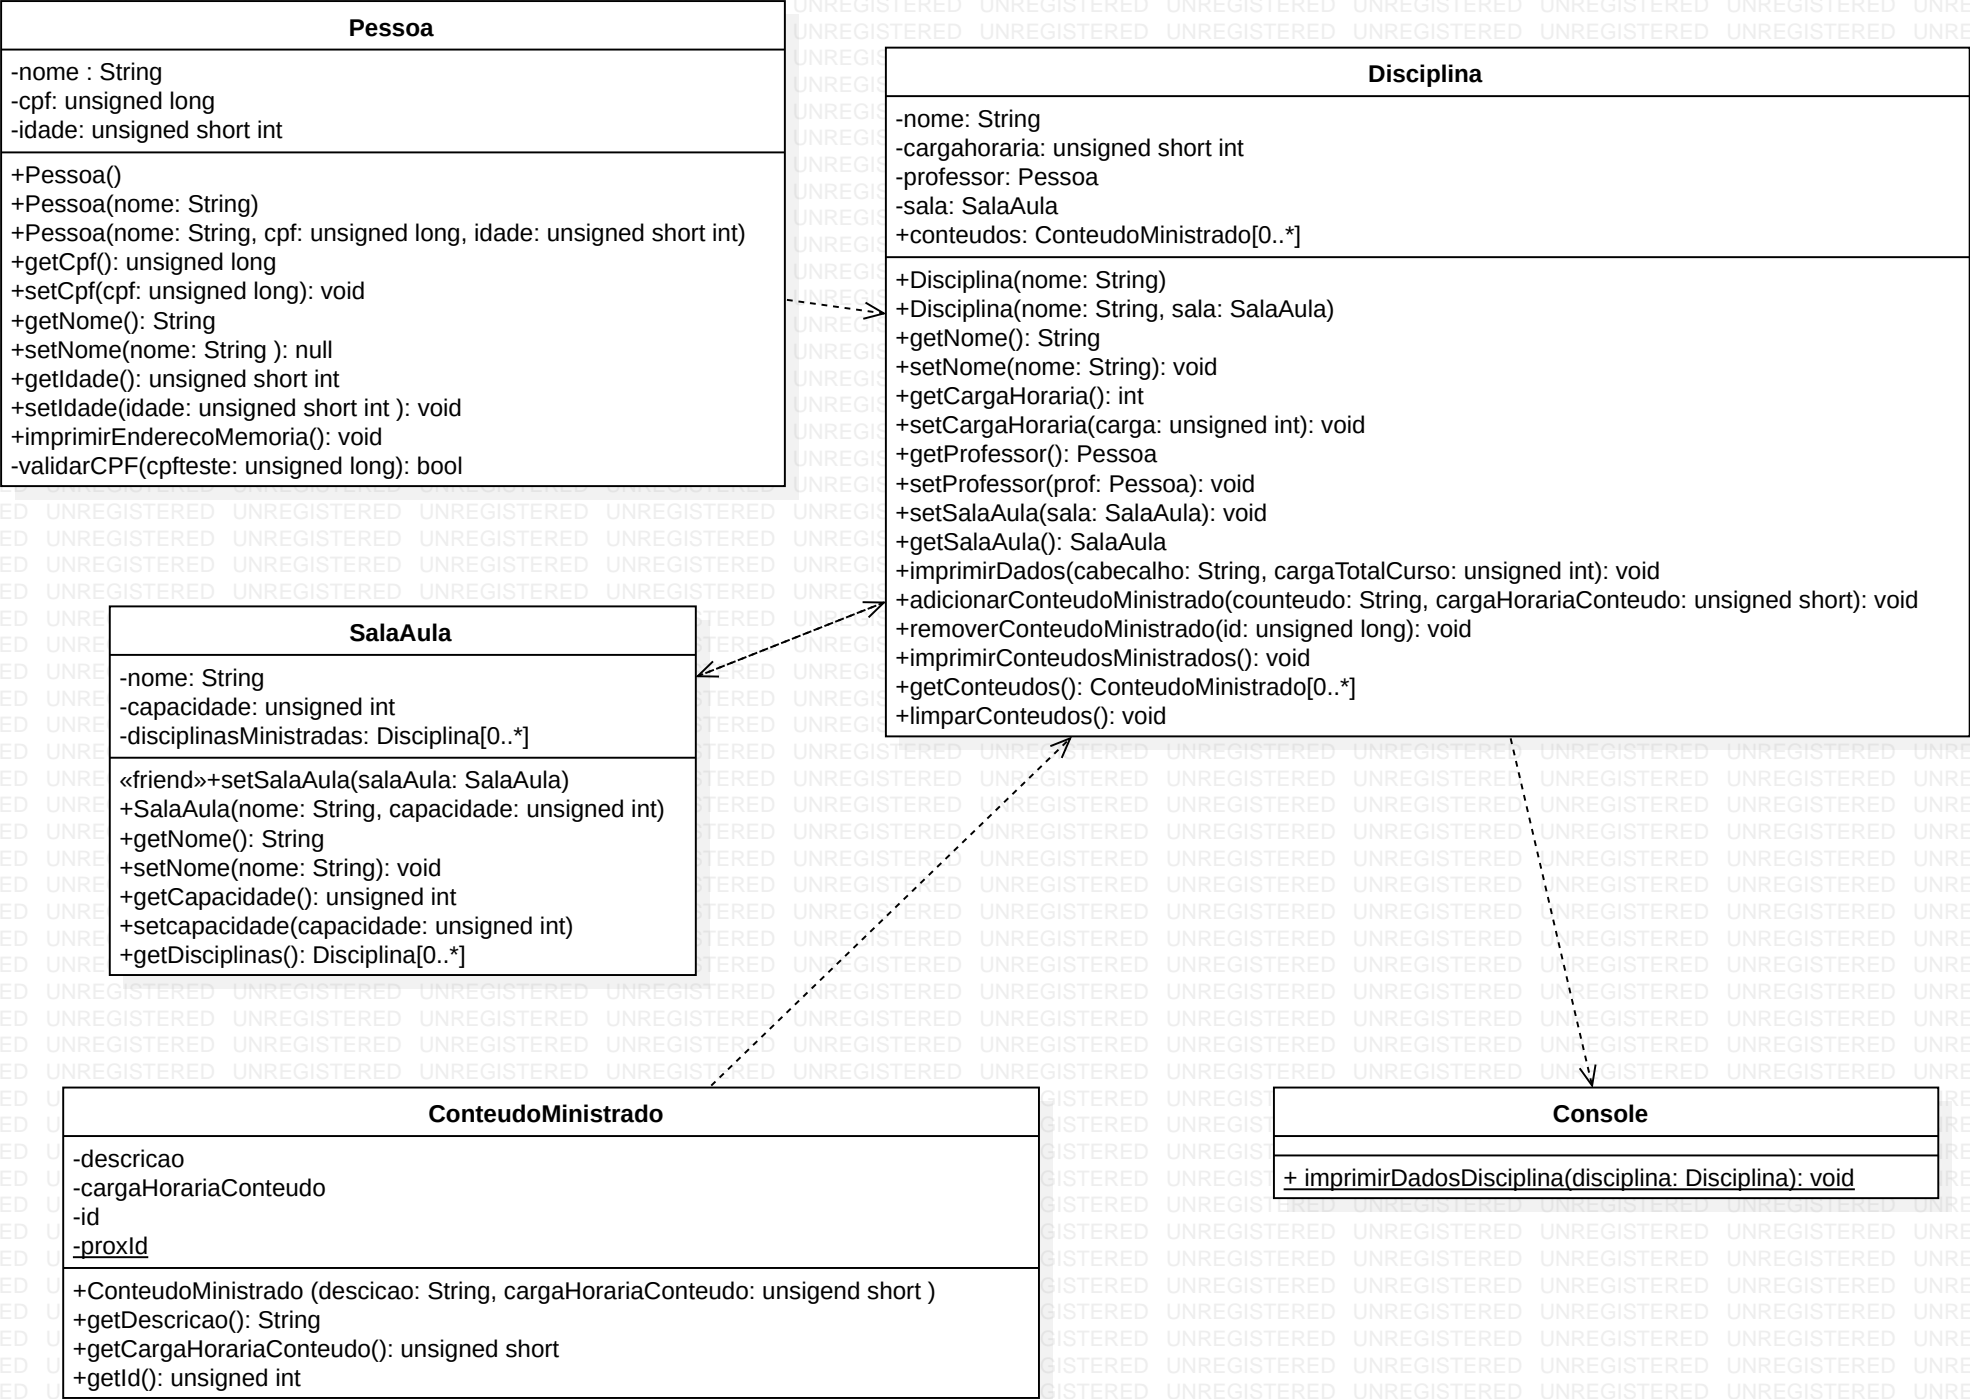 Pessoa
-nome : String
-cpf: unsigned long
-idade: unsigned short int
+Pessoa()
+Pessoa(nome: String)
+Pessoa(nome: String, cpf: unsigned long, idade: unsigned short int)
+getCpf(): unsigned long
+setCpf(cpf: unsigned long): void
+getNome(): String
+setNome(nome: String ): null
+getIdade(): unsigned short int
+setIdade(idade: unsigned short int ): void
+imprimirEnderecoMemoria(): void
-validarCPF(cpfteste: unsigned long): bool
Disciplina
-nome: String
-cargahoraria: unsigned short int
-professor: Pessoa
-sala: SalaAula
+conteudos: ConteudoMinistrado[0..*]
+Disciplina(nome: String)
+Disciplina(nome: String, sala: SalaAula)
+getNome(): String
+setNome(nome: String): void
+getCargaHoraria(): int
+setCargaHoraria(carga: unsigned int): void
+getProfessor(): Pessoa
+setProfessor(prof: Pessoa): void
+setSalaAula(sala: SalaAula): void
+getSalaAula(): SalaAula
+imprimirDados(cabecalho: String, cargaTotalCurso: unsigned int): void
+adicionarConteudoMinistrado(counteudo: String, cargaHorariaConteudo: unsigned short): void
+removerConteudoMinistrado(id: unsigned long): void
+imprimirConteudosMinistrados(): void
+getConteudos(): ConteudoMinistrado[0..*]
+limparConteudos(): void
SalaAula
-nome: String
-capacidade: unsigned int
-disciplinasMinistradas: Disciplina[0..*]
«friend»+setSalaAula(salaAula: SalaAula)
+SalaAula(nome: String, capacidade: unsigned int)
+getNome(): String
+setNome(nome: String): void
+getCapacidade(): unsigned int
+setcapacidade(capacidade: unsigned int)
+getDisciplinas(): Disciplina[0..*]
ConteudoMinistrado
-descricao
-cargaHorariaConteudo
-id
-proxId
+ConteudoMinistrado (descicao: String, cargaHorariaConteudo: unsigend short )
+getDescricao(): String
+getCargaHorariaConteudo(): unsigned short
+getId(): unsigned int
Console
+ imprimirDadosDisciplina(disciplina: Disciplina): void
UNREGISTERED